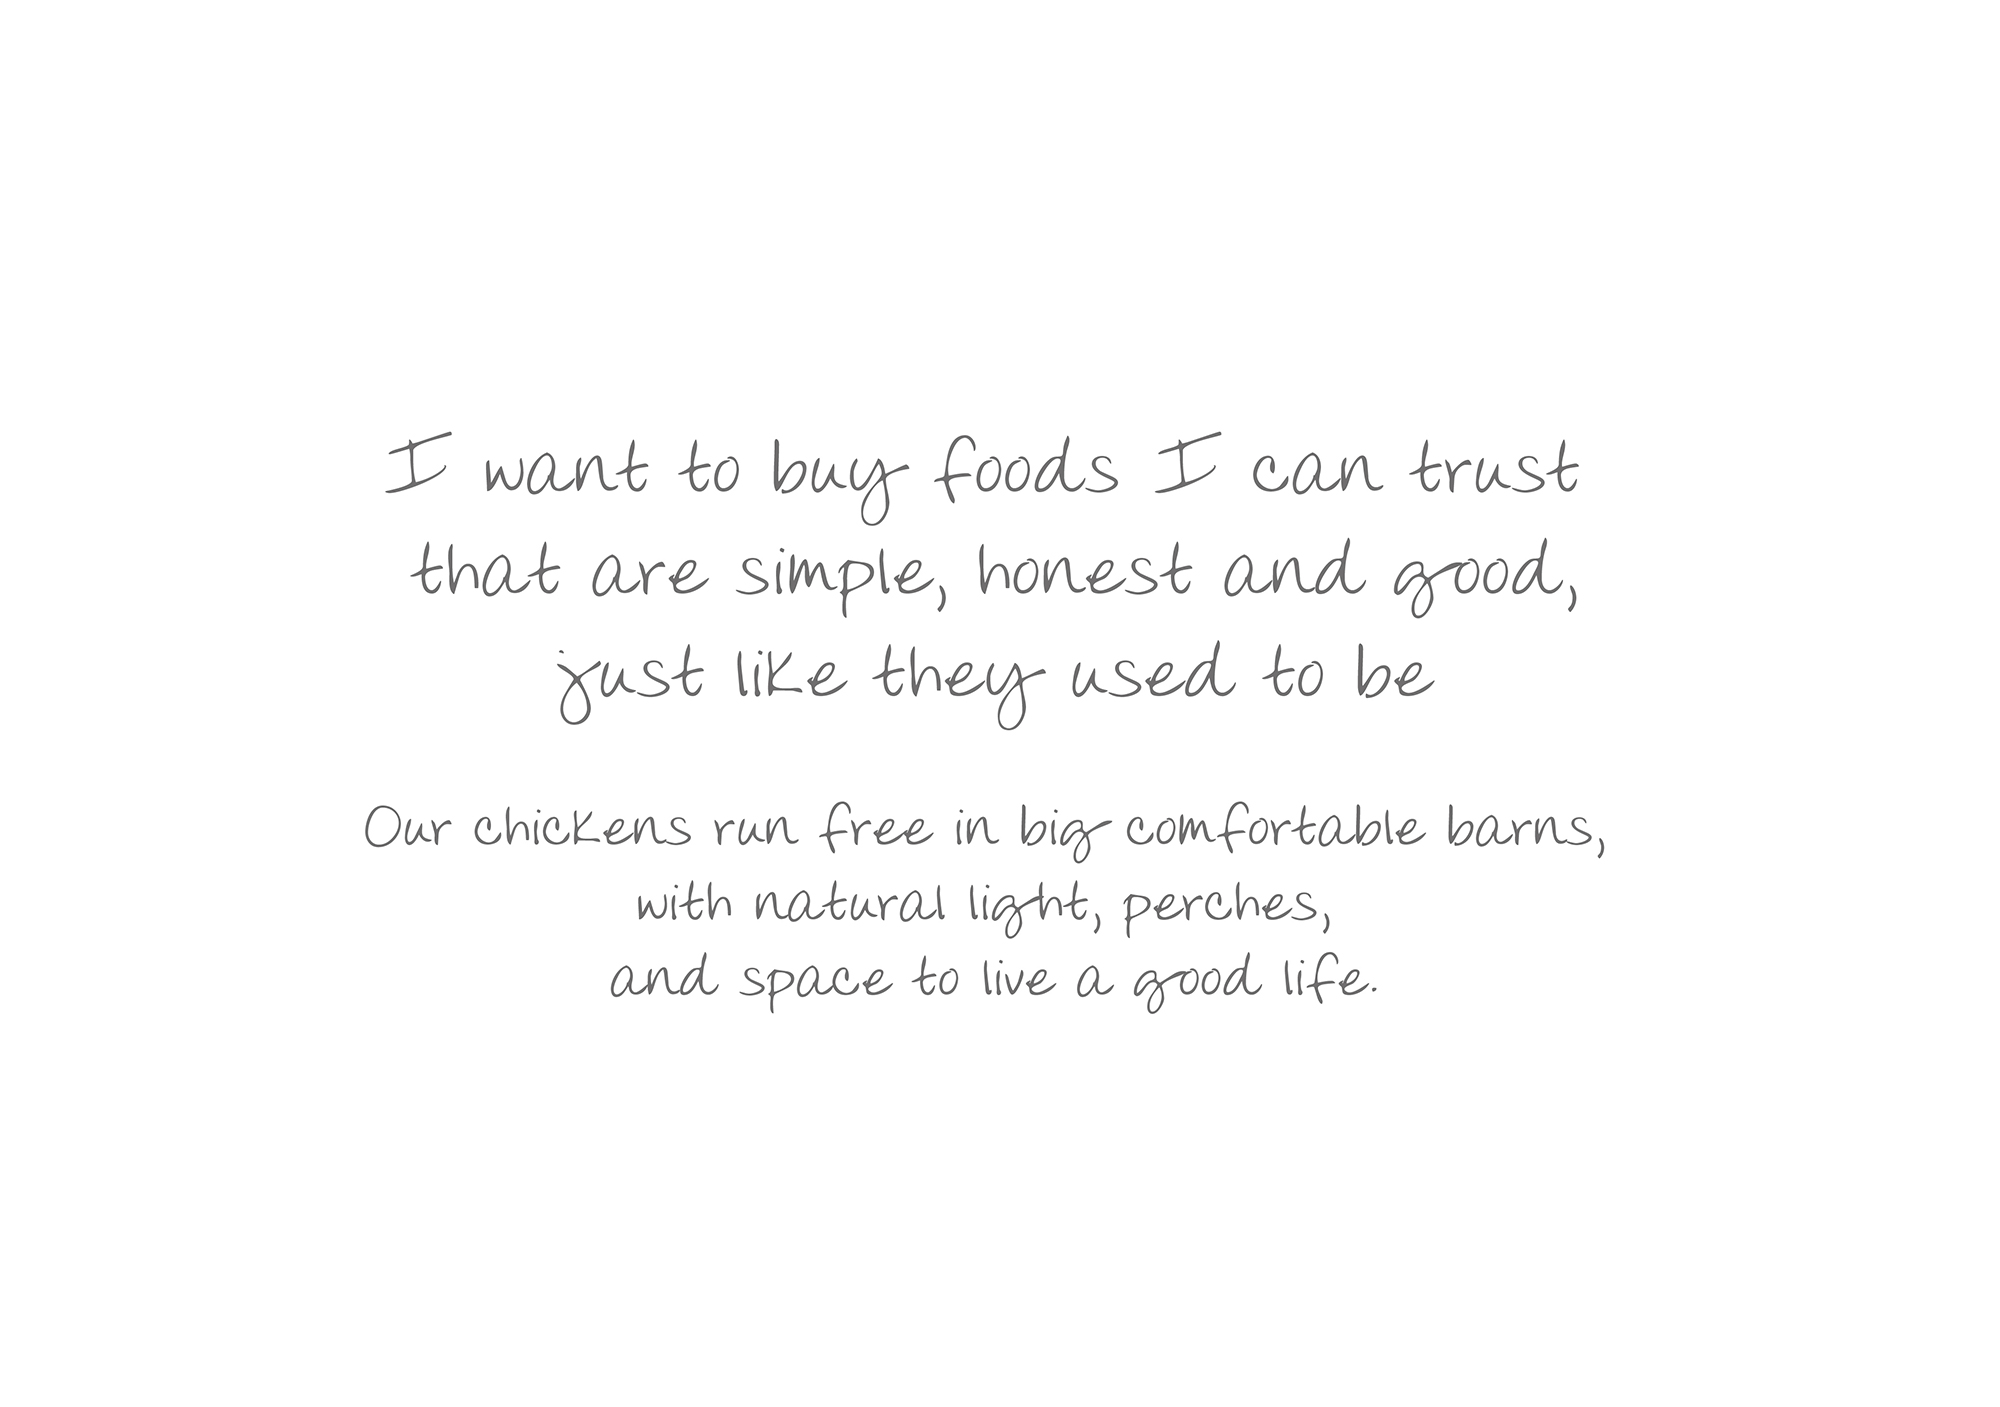 I want to buy foods I can trust
that are simple, honest and good,
just like they used to be
Our chickens run free in big comfortable barns,
with natural light, perches,
and space to live a good life.